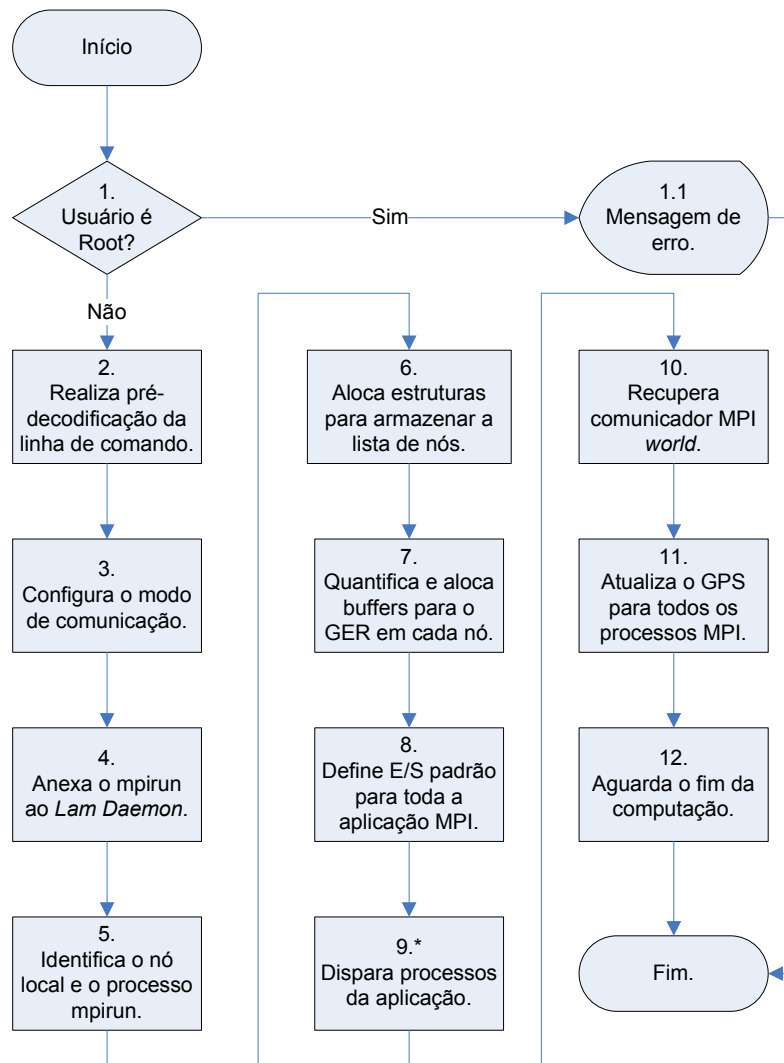 Início
1.
Usuário é
Root?
Sim
1.1
Mensagem de
erro.
Não
2.
Realiza pré-
decodificação da
linha de comando.
3.
Configura o modo
de comunicação.
4.
Anexa o mpirun
ao Lam Daemon.
5.
Identifica o nó
local e o processo
mpirun.
6.
Aloca estruturas
para armazenar a
lista de nós.
7.
Quantifica e aloca
buffers para o
GER em cada nó.
8.
Define E/S padrão
para toda a
aplicação MPI.
9.*
Dispara processos
da aplicação.
10.
Recupera
comunicador MPI
world.
11.
Atualiza o GPS
para todos os
processos MPI.
12.
Aguarda o fim da
computação.
Fim.